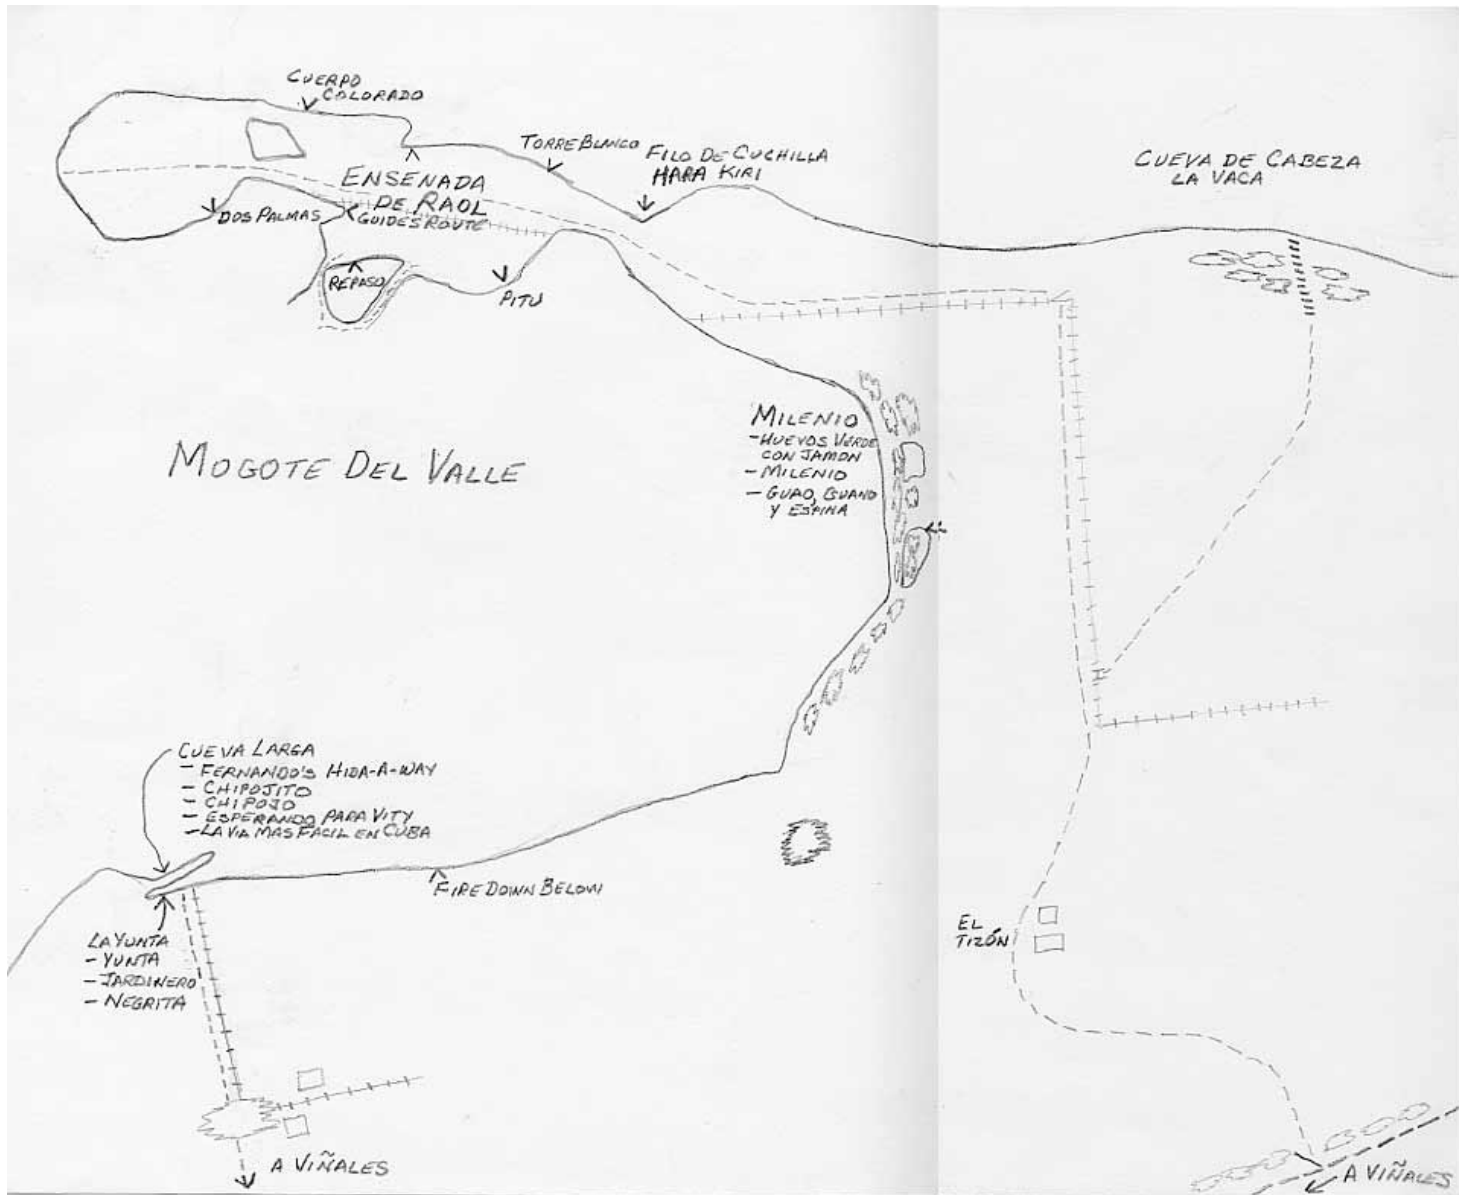 CUERPO
COLORADO
TORRE BLANCO
FILO DE CUCHILLA
HARA KIRI
CUEVA DE CABEZA
LA VACA
ENSENADA
DE RAOL
DOS PALMAS
GUIDES ROUTE
REPASO
PITU
MILENIO
- HUEVOS VERDE
CON JAMON
- MILENIO
- GUAO, GUANO
Y ESPINA
MOGOTE DEL VALLE
CUEVA LARGA
- FERNANDO'S HIDA-A-WAY
- CHIPOJITO
- CHIPOJO
- ESPERANDO PARA VITY
- LA VIA MAS FACIL EN CUBA
FIRE DOWN BELOW
LA YUNTA
- YUNTA
- JARDINERO
- NEGRITA
EL
TIZÓN
A VIÑALES
A VIÑALES